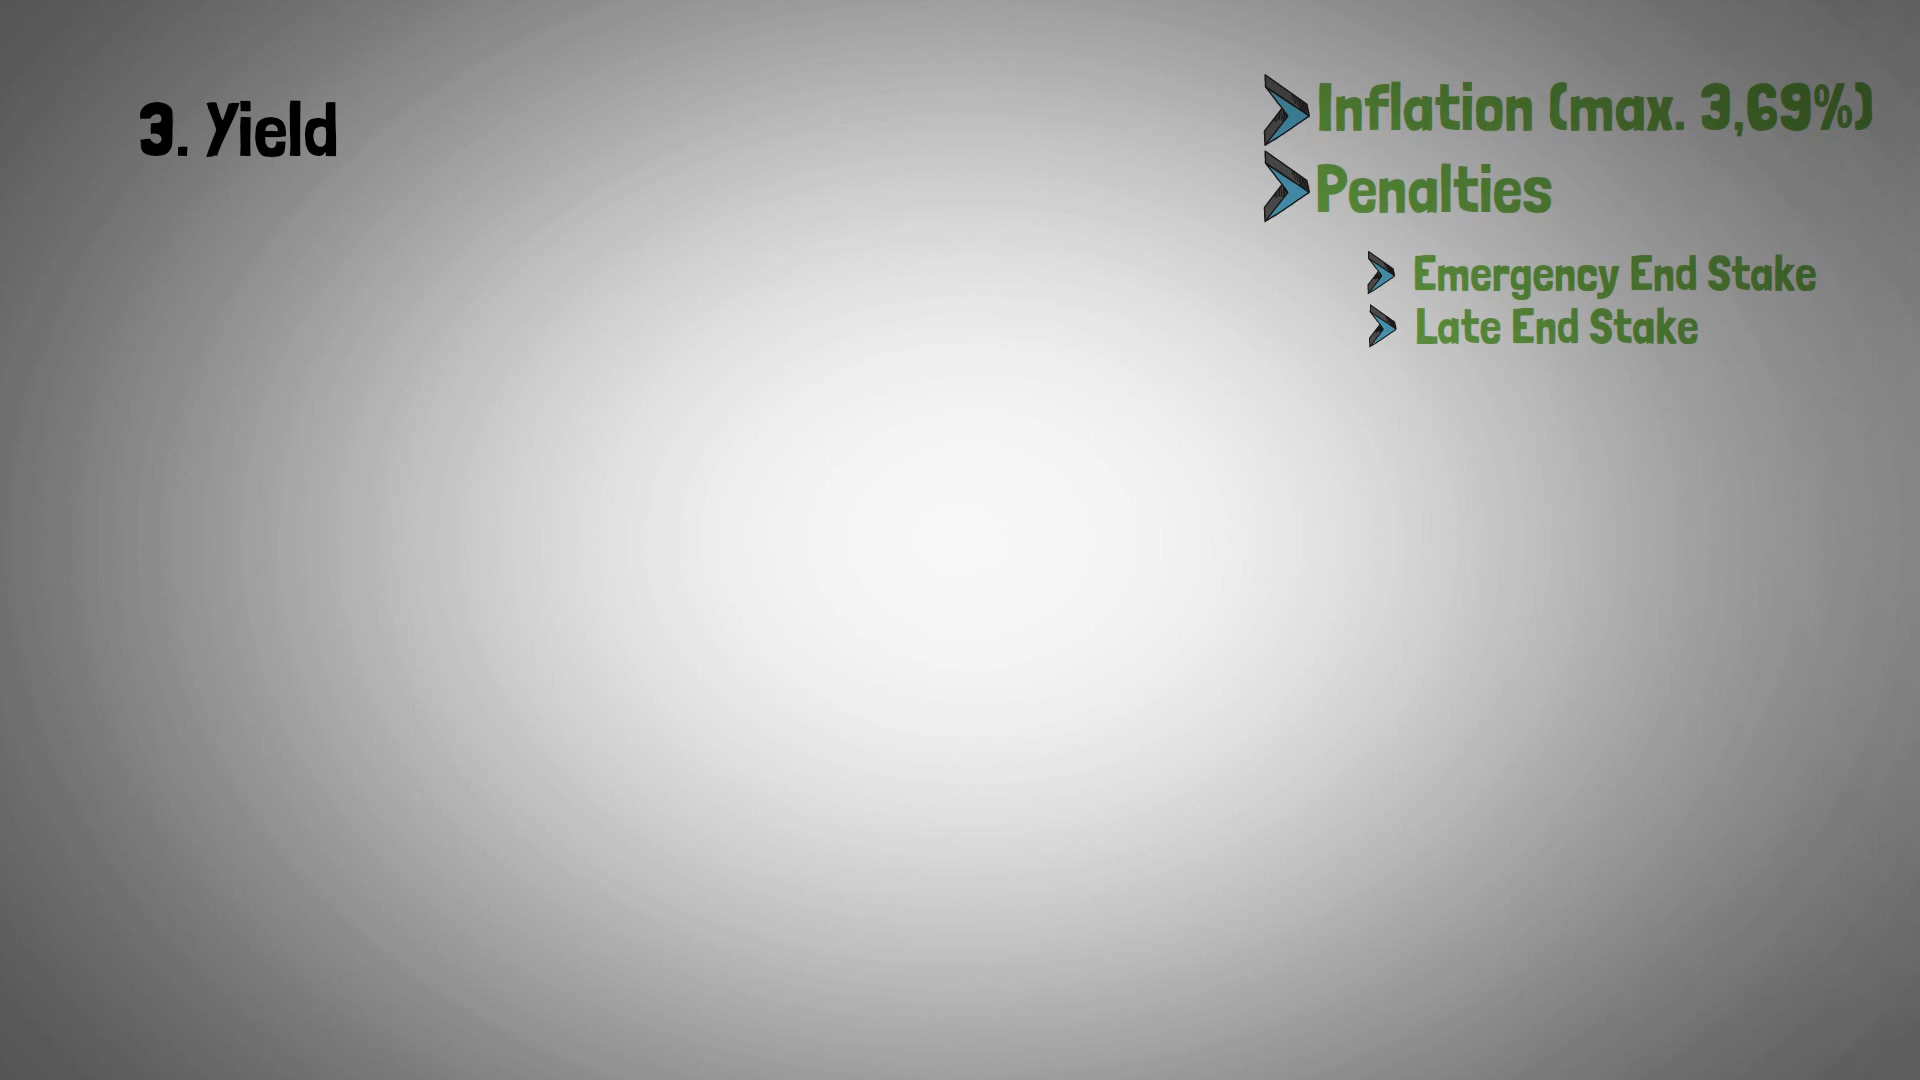 3. Yield
Inflation (max. 3,69%)
Penalties
Emergency End Stake
Late End Stake